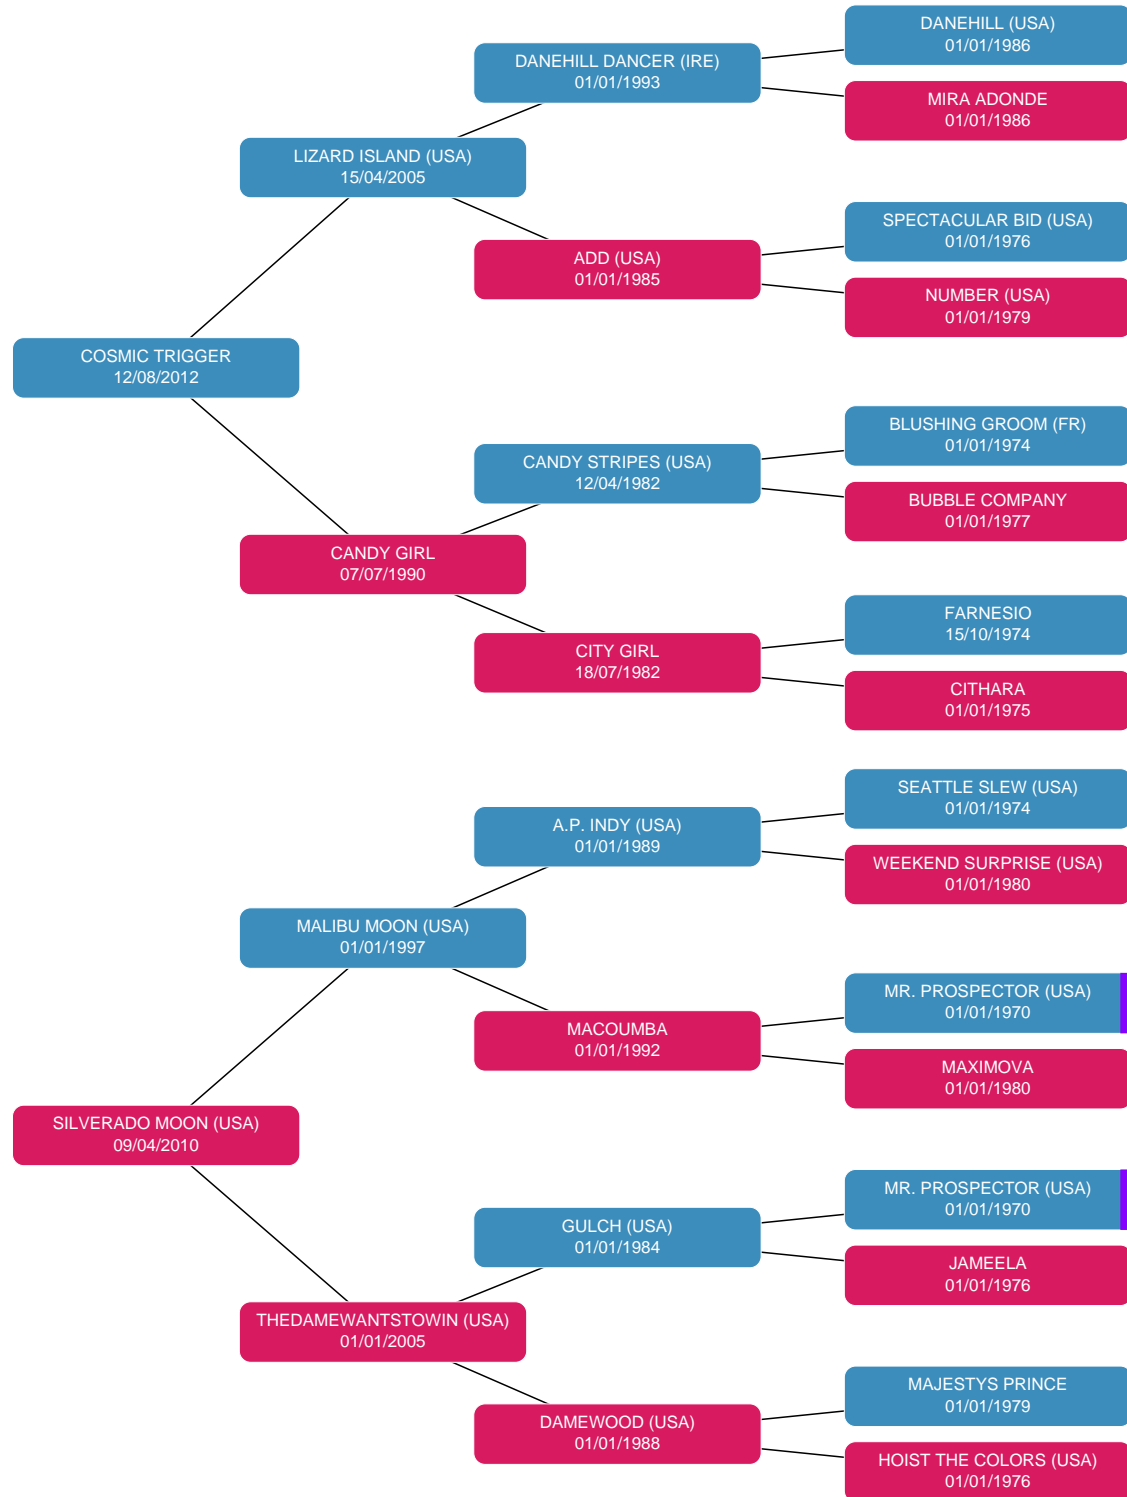 DANEHILL (USA)
01/01/1986
DANEHILL DANCER (IRE)
01/01/1993
MIRA ADONDE
01/01/1986
LIZARD ISLAND (USA)
15/04/2005
SPECTACULAR BID (USA)
01/01/1976
ADD (USA)
01/01/1985
NUMBER (USA)
01/01/1979
COSMIC TRIGGER
12/08/2012
BLUSHING GROOM (FR)
01/01/1974
CANDY STRIPES (USA)
12/04/1982
BUBBLE COMPANY
01/01/1977
CANDY GIRL
07/07/1990
FARNESIO
15/10/1974
CITY GIRL
18/07/1982
CITHARA
01/01/1975
SEATTLE SLEW (USA)
01/01/1974
A.P. INDY (USA)
01/01/1989
WEEKEND SURPRISE (USA)
01/01/1980
MALIBU MOON (USA)
01/01/1997
MR. PROSPECTOR (USA)
01/01/1970
MACOUMBA
01/01/1992
MAXIMOVA
01/01/1980
SILVERADO MOON (USA)
09/04/2010
MR. PROSPECTOR (USA)
01/01/1970
GULCH (USA)
01/01/1984
JAMEELA
01/01/1976
THEDAMEWANTSTOWIN (USA)
01/01/2005
MAJESTYS PRINCE
01/01/1979
DAMEWOOD (USA)
01/01/1988
HOIST THE COLORS (USA)
01/01/1976